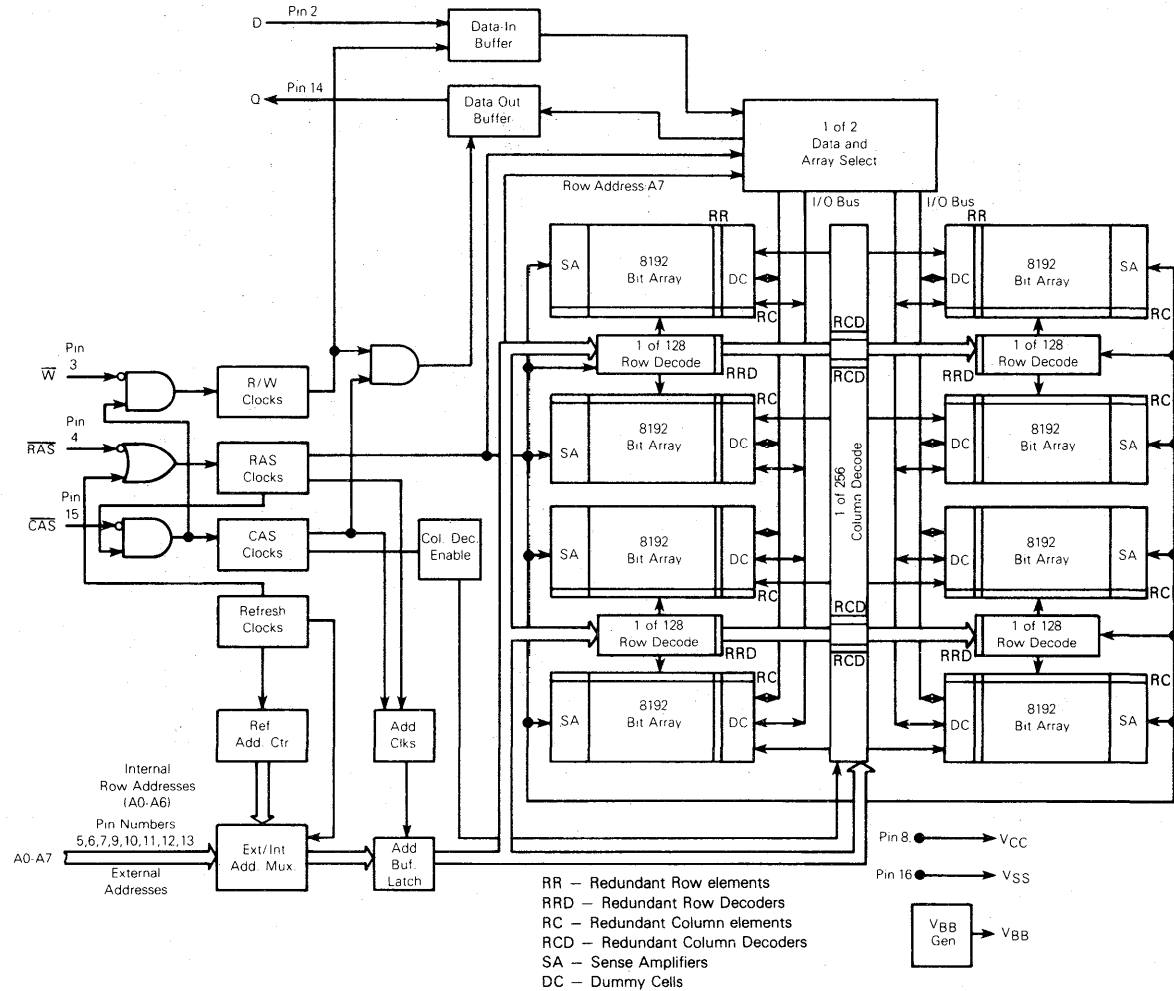 D
Pin 2
Data-In
Buffer
Q
Pin 14
Data Out
Buffer
1 of 2
Data and
Array Select
Row Address A7
I/O Bus
I/O Bus
RR
RR
SA
8192
Bit Array
DC
RC
DC
8192
Bit Array
SA
RC
RCD
1 of 128
Row Decode
RRD
RCD
1 of 128
Row Decode
RRD
RC
RC
8192
Bit Array
SA
DC
DC
8192
Bit Array
SA
1 of 256
Column Decode
SA
8192
Bit Array
DC
RC
DC
8192
Bit Array
SA
RC
RCD
1 of 128
Row Decode
RRD
RCD
1 of 128
Row Decode
RRD
RC
RC
SA
8192
Bit Array
DC
DC
8192
Bit Array
SA
W
Pin
3
R/W
Clocks
RAS
Pin
4
RAS
Clocks
CAS
Pin
15
CAS
Clocks
Col. Dec.
Enable
Refresh
Clocks
Ref
Add. Ctr
Add
Clks
Internal
Row Addresses
(A0-A6)
Pin Numbers
5,6,7,9,10,11,12,13
A0-A7
External
Addresses
Ext/Int
Add. Mux.
Add
Buf.
Latch
Pin 8
VCC
Pin 16
VSS
VBB
Gen
VBB
RR – Redundant Row elements
RRD – Redundant Row Decoders
RC – Redundant Column elements
RCD – Redundant Column Decoders
SA – Sense Amplifiers
DC – Dummy Cells